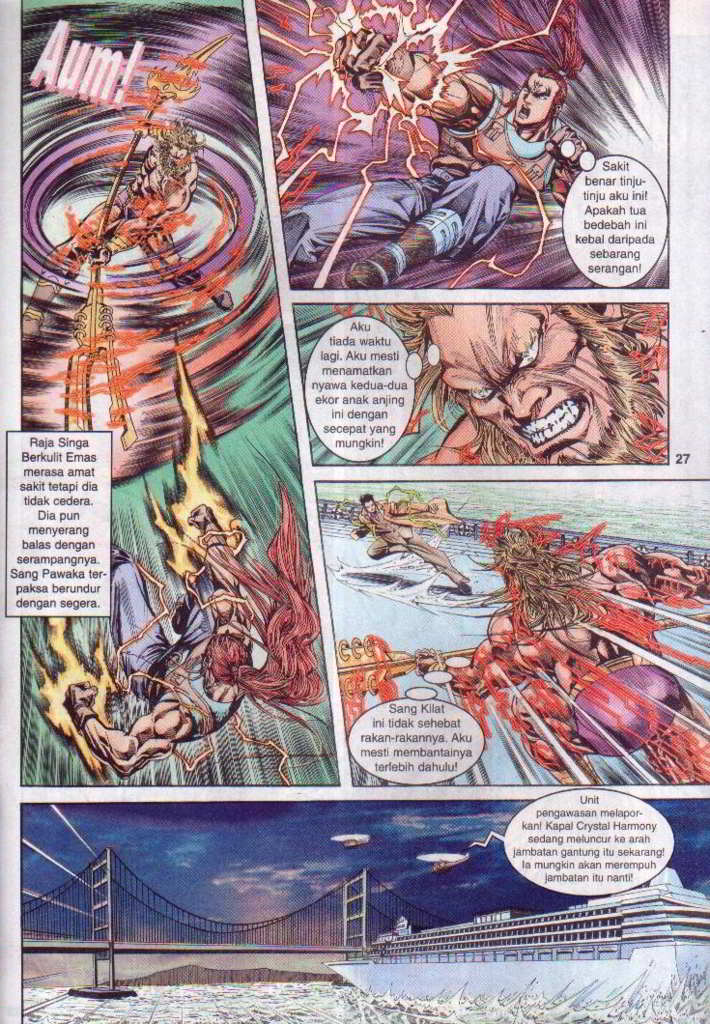 Aum!
Sakit
benar tinju-
tinju aku ini!
Apakah tua
bedebah ini
kebal daripada
sebarang
serangan!
Aku
tiada waktu
lagi. Aku mesti
menamatkan
nyawa kedua-dua
ekor anak anjing
ini dengan
secepat yang
mungkin!
27
Raja Singa
Berkulit Emas
merasa amat
sakit tetapi dia
tidak cedera.
Dia pun
menyerang
balas dengan
serampangnya.
Sang Pawaka ter-
paksa berundur
dengan segera.
Sang Kilat
ini tidak sehebat
rakan-rakannya. Aku
mesti membantainya
terlebih dahulu!
Unit
pengawasan melapor-
kan! Kapal Crystal Harmony
meluncur ke arah
jambatan gantung itu sekarang!
Ia mungkin akan merempuh
jambatan itu nanti!